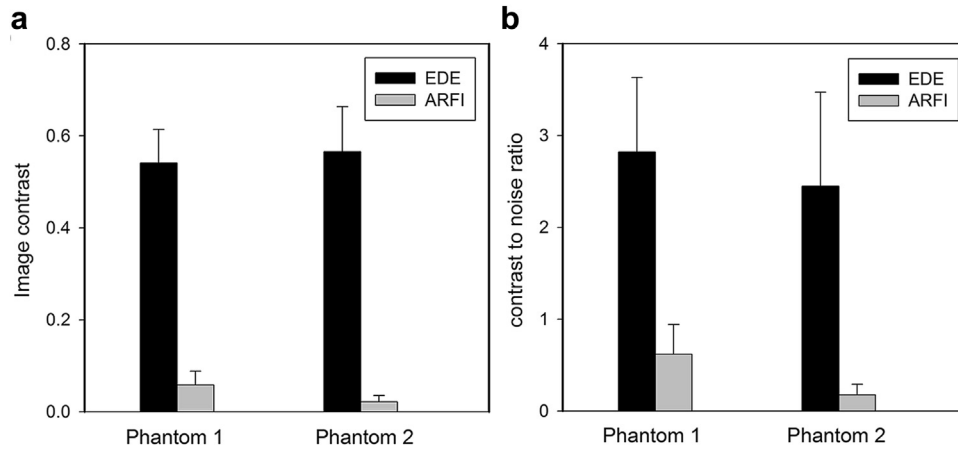 a
0.8
0.6
0.4
0.2
0.0
Image contrast
EDE
ARFI
Phantom 1
Phantom 2
b
4
3
2
1
0
contrast to noise ratio
EDE
ARFI
Phantom 1
Phantom 2